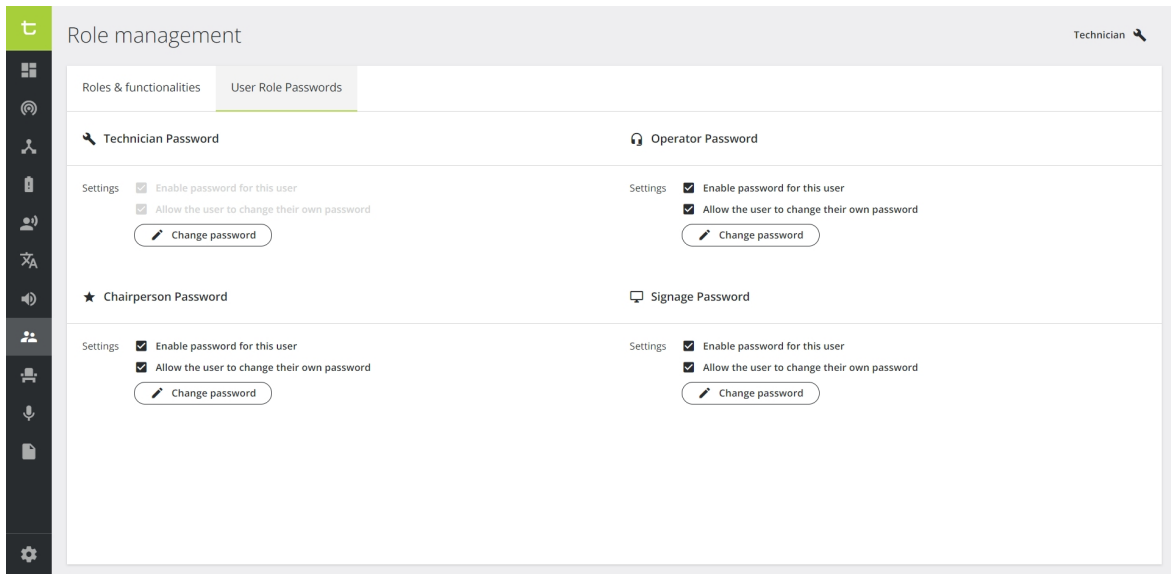 t
Role management
Technician
Roles & functionalities
User Role Passwords
Technician Password
Settings
Enable password for this user
Allow the user to change their own password
Change password
Operator Password
Settings
Enable password for this user
Allow the user to change their own password
Change password
Chairperson Password
Settings
Enable password for this user
Allow the user to change their own password
Change password
Signage Password
Settings
Enable password for this user
Allow the user to change their own password
Change password